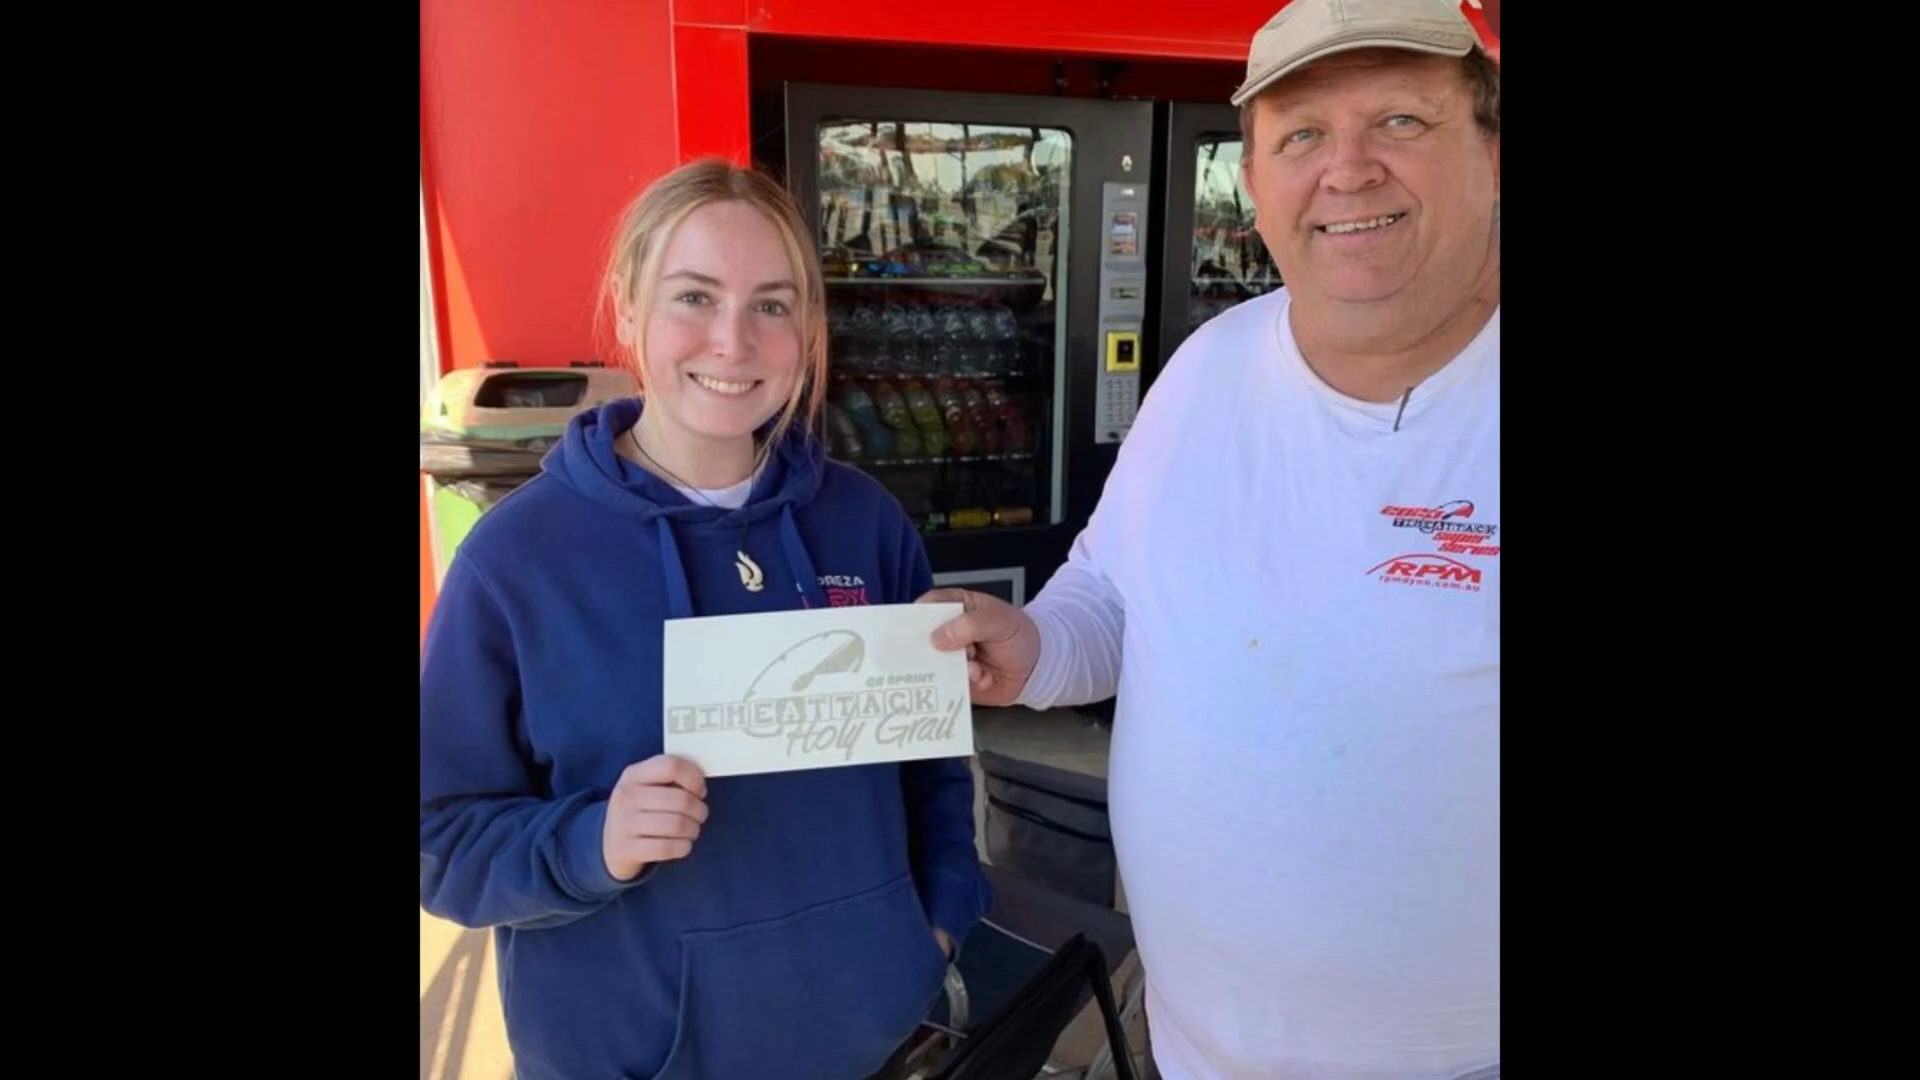 QR SPRINT
TIMEATTACK
Holy Grail
TIMEATTACK
super
series
RPM
rpmdyno.com.au